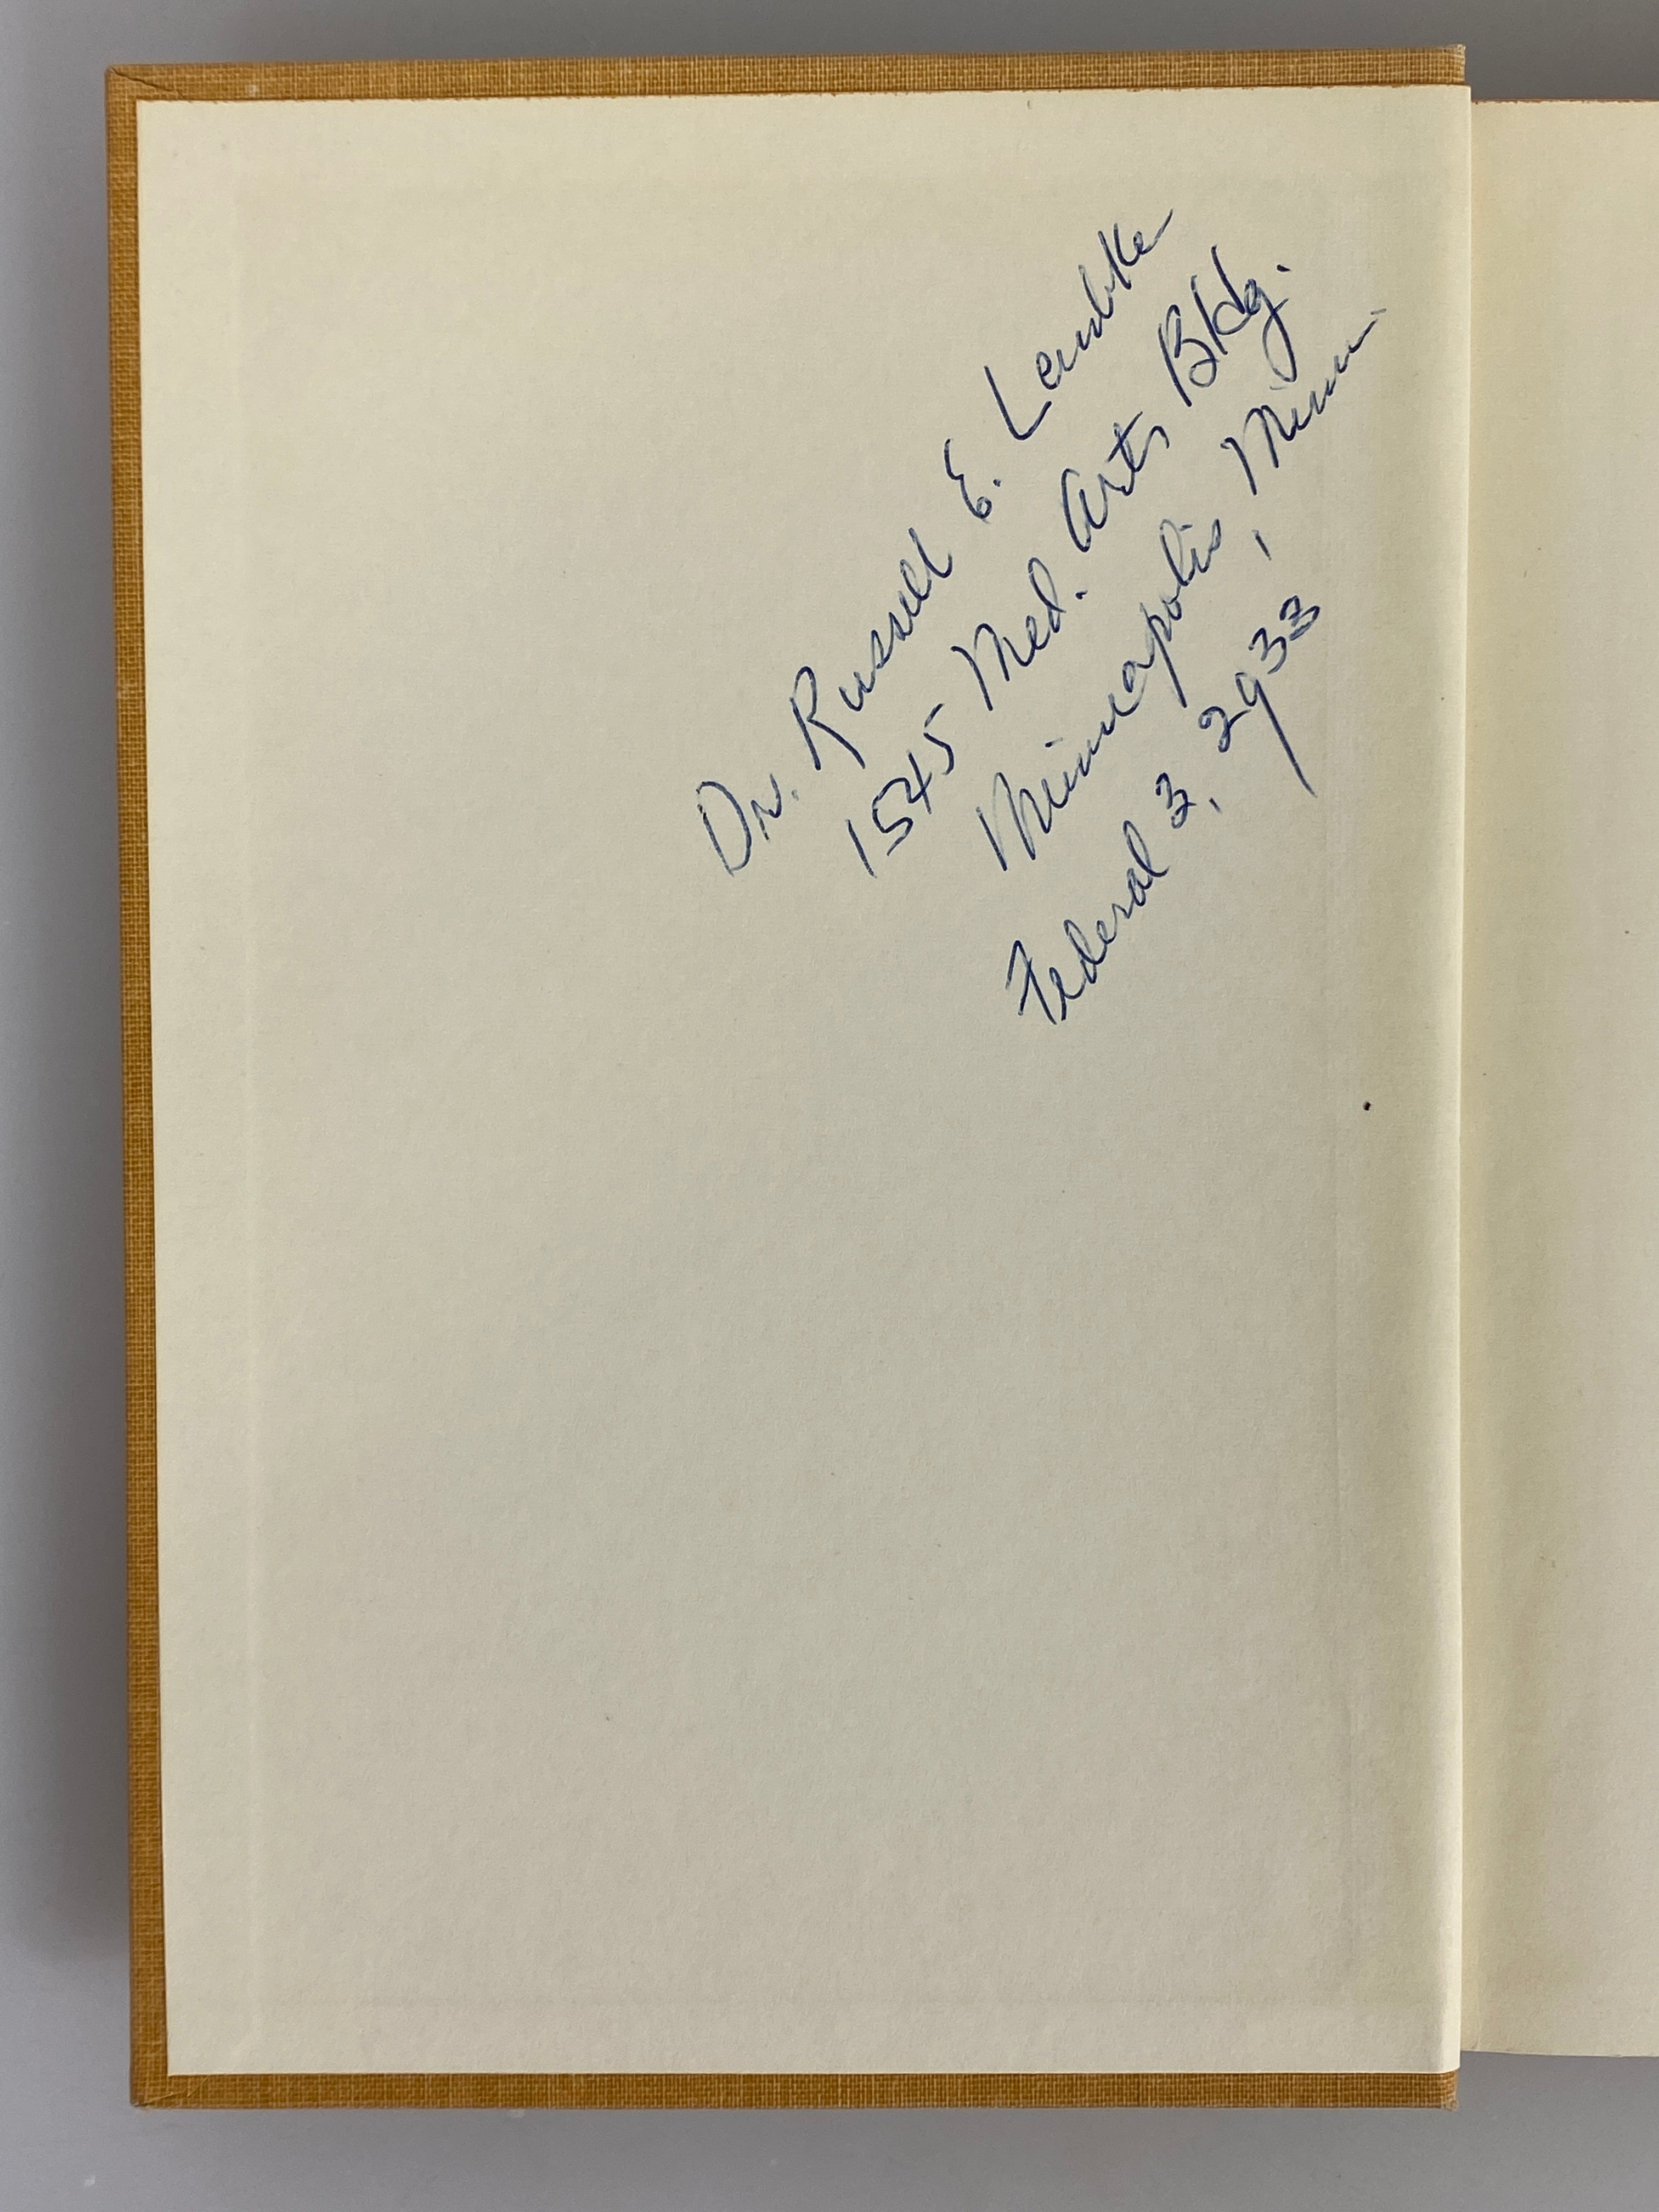 Dr. Russell E. Lembke
1545 Med. Arts Bldg.
Minneapolis, Minn.
Federal 3, 2933